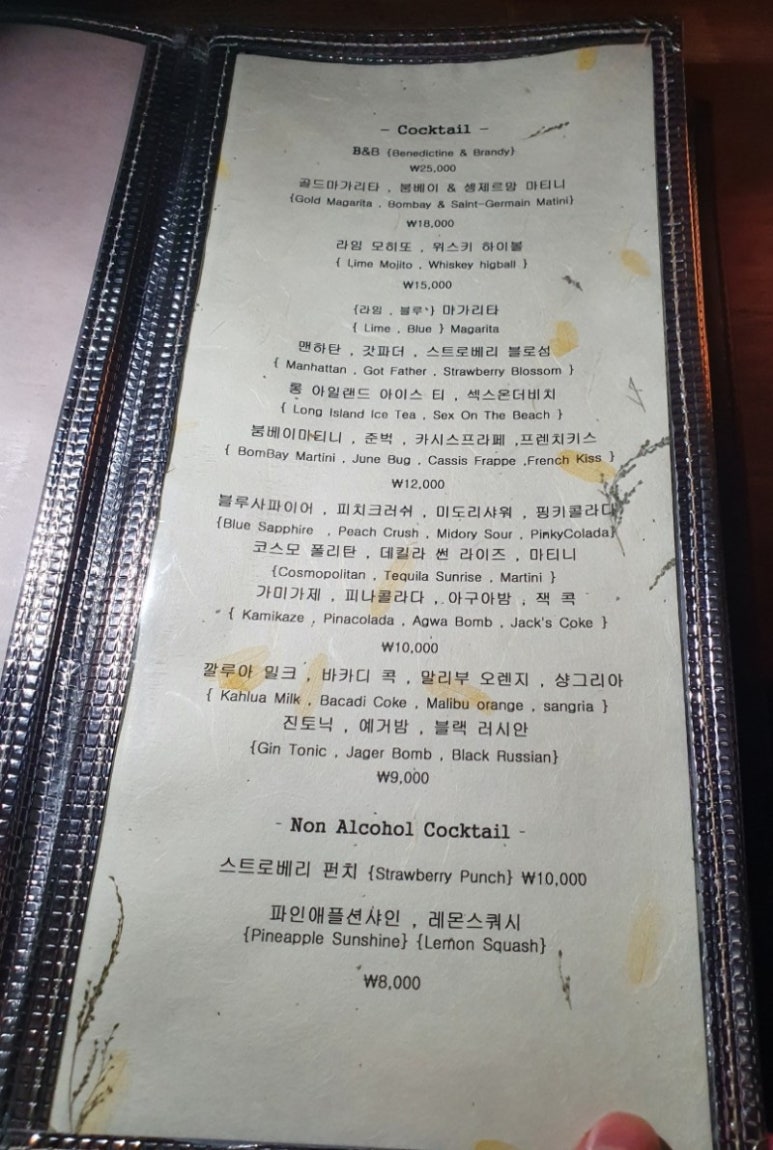 - Cocktail -
B&B {Benedictine & Brandy}
₩25,000
골드마가리타 , 붐베이 & 생제르맘 마티니
{Gold Magarita , Bombay & Saint-Germain Matini}
₩18,000
라임 모히또 , 위스키 하이볼
{ Lime Mojito , Whiskey higball }
₩15,000
{라임 , 블루`} 마가리타
{ Lime , Blue } Magarita
맨하탄 , 갓파더 , 스트로베리 블로섬
{ Manhattan , Got Father , Strawberry Blossom }
롱 아일랜드 아이스 티 , 섹스온더비치
{ Long Island Ice Tea , Sex On The Beach }
붐베이마티니 , 준벅 , 카시스프라페 ,프렌치키스
{ BomBay Martini , June Bug , Cassis Frappe ,French Kiss }
₩12,000
블루사파이어 , 피치크러쉬 , 미도리샤워 , 핑키콜라다
{Blue Sapphire , Peach Crush , Midory Sour , PinkyColada}
코스모 폴리탄 , 데킬라 썬 라이즈 , 마티니
{Cosmopolitan , Tequila Sunrise , Martini }
가미가제 , 피나콜라다 , 아구아밤 , 잭 콕
{ Kamikaze , Pinacolada , Agwa Bomb , Jack's Coke }
₩10,000
깔루아 밀크 , 바카디 콕 , 말리부 오렌지 , 샹그리아
{ Kahlua Milk , Bacadi Coke , Malibu orange , sangria }
진토닉 , 예거밤 , 블랙 러시안
{Gin Tonic , Jager Bomb , Black Russian}
₩9,000
- Non Alcohol Cocktail -
스트로베리 펀치 {Strawberry Punch} ₩10,000
파인애플션샤인 , 레몬스쿼시
{Pineapple Sunshine} {Lemon Squash}
₩8,000